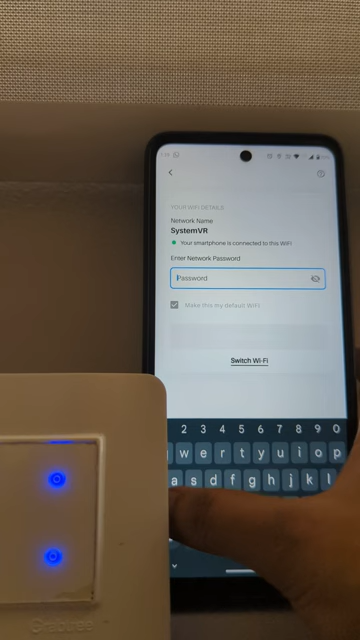 YOUR WIFI DETAILS
Network Name
SystemVR
Your smartphone is connected to this WiFi
Enter Network Password
Password
Make this my default WIFI
Switch Wi-Fi
2 3 4 5 6 7 8 9 0
w e r t y u i o p
a s d f g h j k l